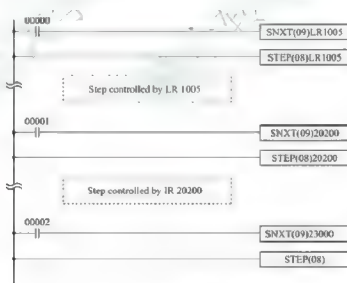 00000
SNXT(09)LR1005
STEP(08)LR1005
Step controlled by LR 1005
00001
SNXT(09)20200
STEP(08)20200
Step controlled by IR 20200
00002
SNXT(09)23000
STEP(08)